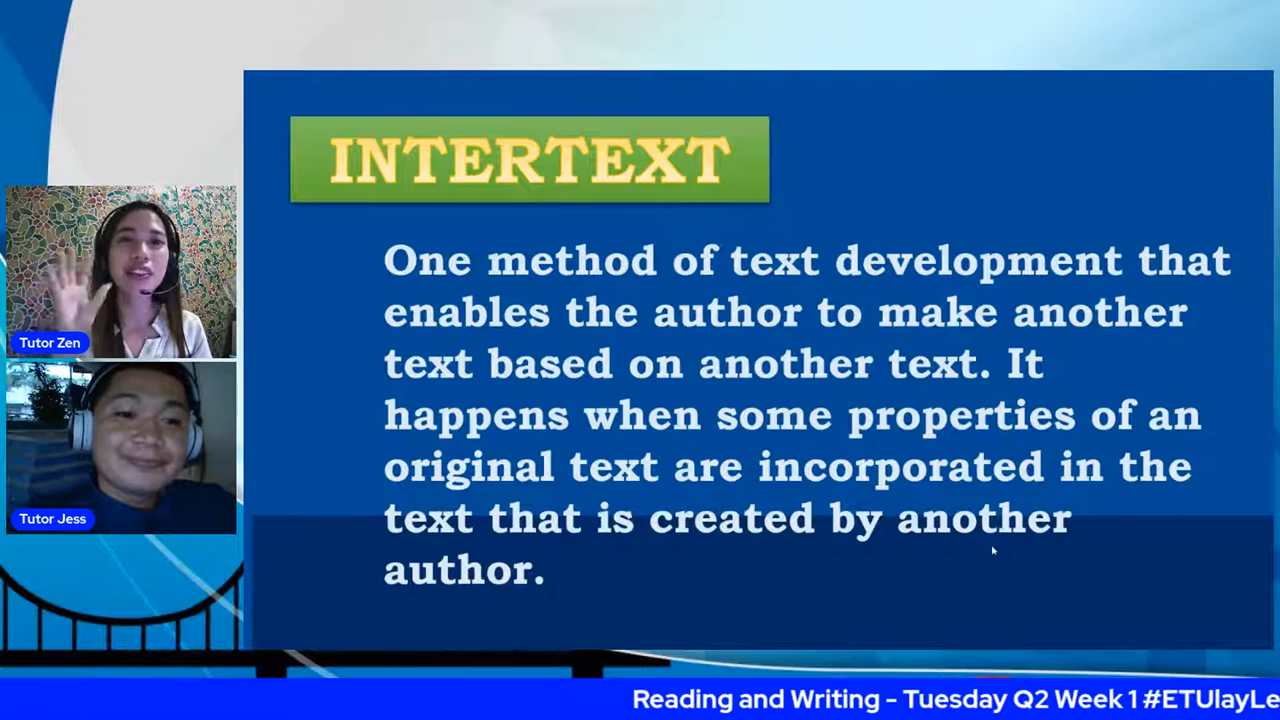 INTERTEXT
One method of text development that
enables the author to make another
text based on another text. It
happens when some properties of an
original text are incorporated in the
text that is created by another
author.
Tutor Zen
Tutor Jess
Reading and Writing - Tuesday Q2 Week 1 #ETUlayLe